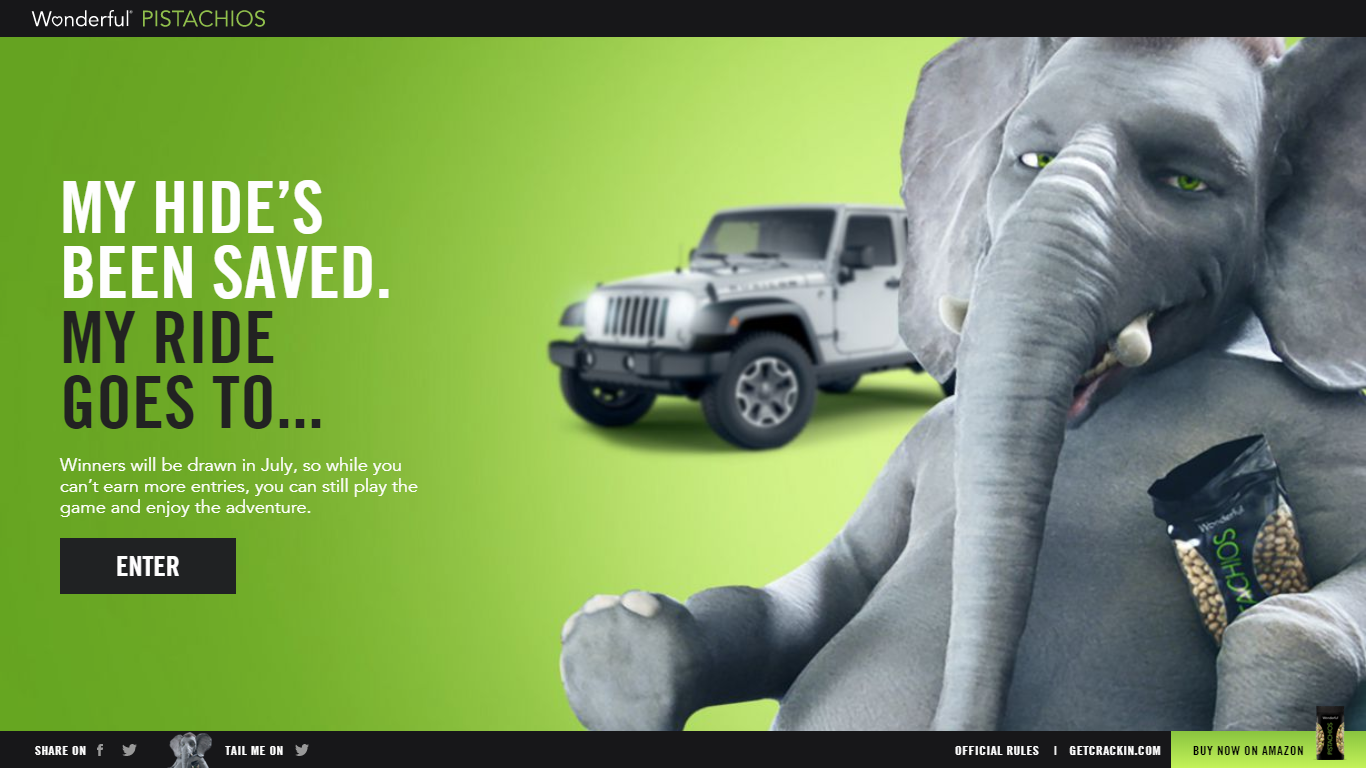 Wonderful® PISTACHIOS
MY HIDE’S
BEEN SAVED.
MY RIDE
GOES TO...
Winners will be drawn in July, so while you
can’t earn more entries, you can still play the
game and enjoy the adventure.
ENTER
Wonderful
ACHIOS
SHARE ON
TAIL ME ON
OFFICIAL RULES | GETCRACKIN.COM
BUY NOW ON AMAZON
Wonderful
PISTACHIOS